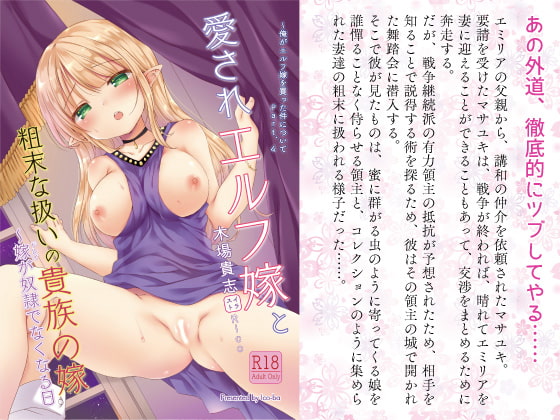 ~俺がエルフ嫁を買った件について
Part.4
愛されエルフ嫁と
粗末な扱いの貴族の嫁
~嫁が奴隷でなくなる日~
木場貴志
イラスト
R18
Adult Only
Presented by Ico-ba
あの外道、徹底的にツブしてやる……
エミリアの父親から、講和の仲介を依頼されたマサユキ。
要請を受けたマサユキは、戦争が終われば、晴れてエミリアを
妻に迎えることができることもあって、交渉をまとめるために
奔走する。
だが、戦争継続派の有力領主の抵抗が予想されたため、相手を
知ることで説得する術を探るため、彼はその領主の城で開かれ
た舞踏会に潜入する。
そこで彼が見たものは、蜜に群がる虫のように寄ってくる娘を
誰憚ることなく侍らせる領主と、コレクションのように集めら
れた妻達の粗末に扱われる様子だった……。